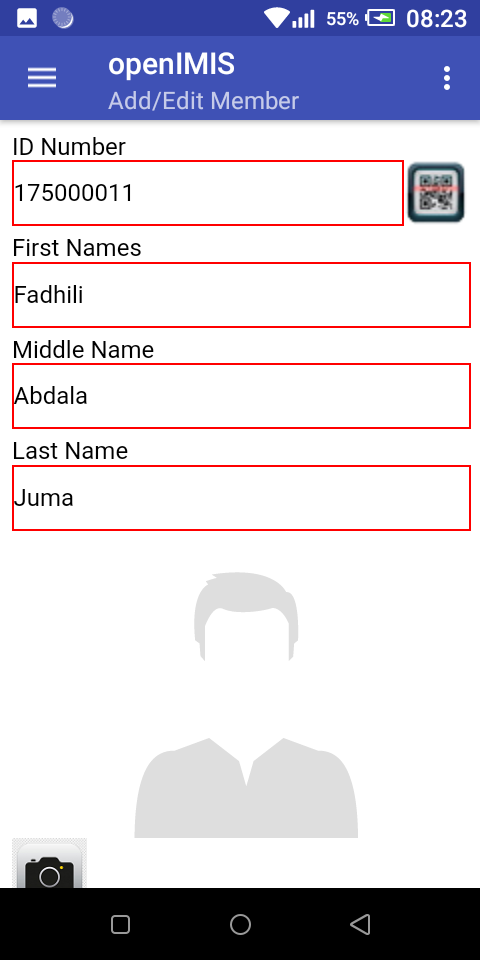 55% 08:23
openIMIS
Add/Edit Member
ID Number
175000011
First Names
Fadhili
Middle Name
Abdala
Last Name
Juma